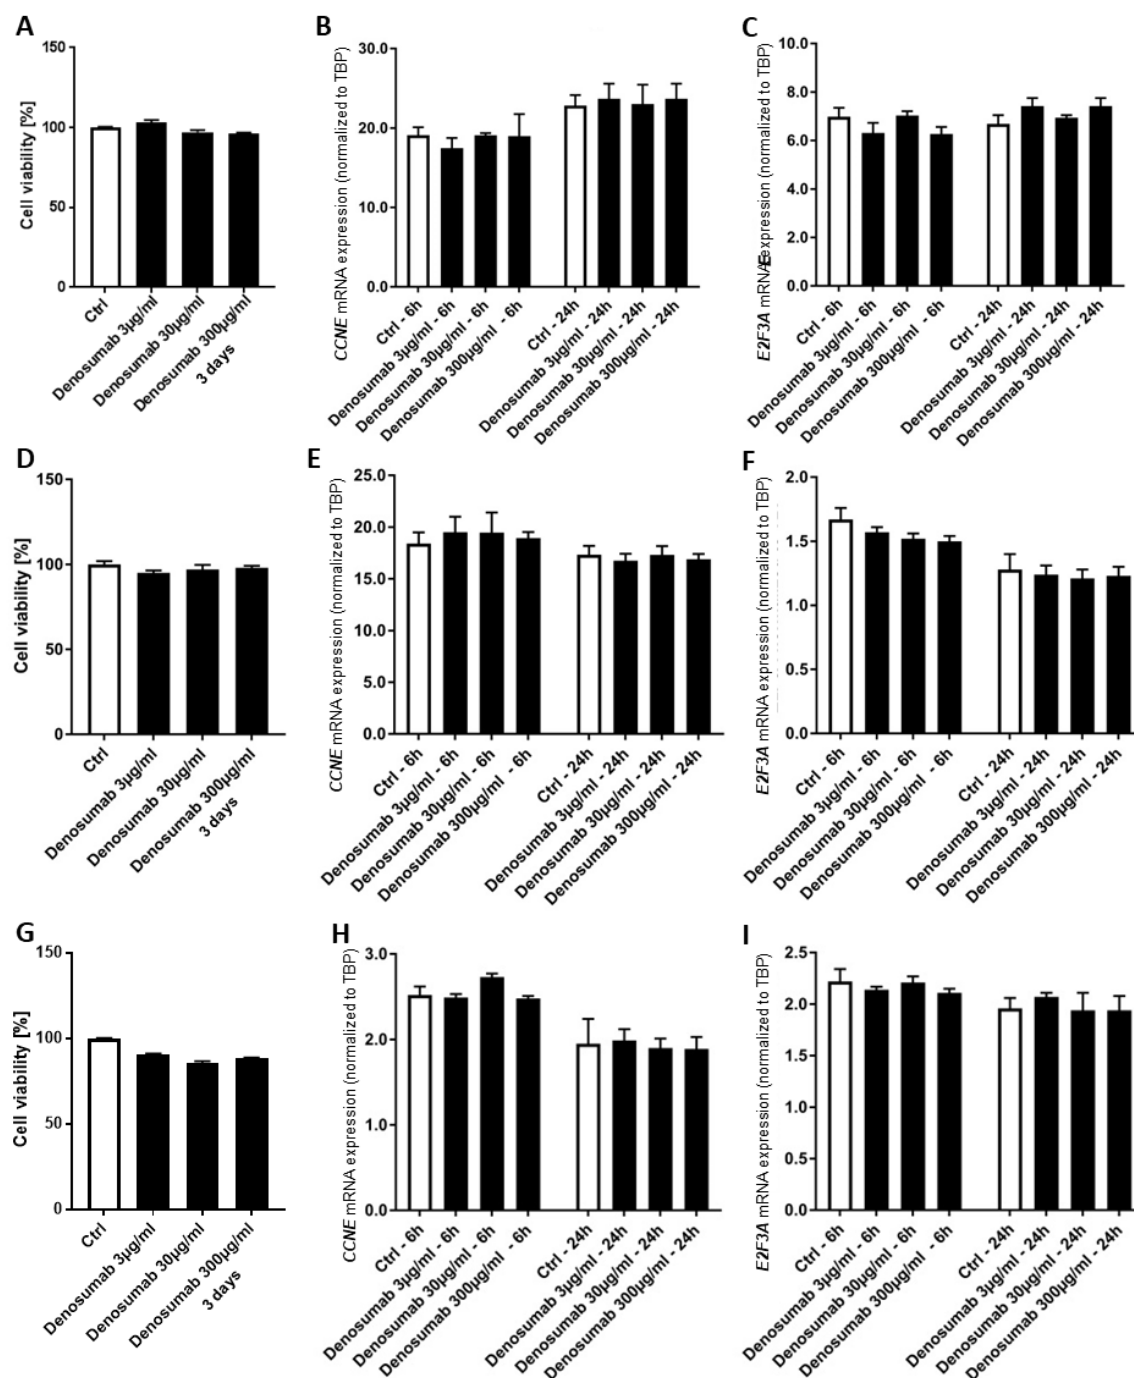 A
Cell viability [%]
150
100
50
0
Ctrl
Denosumab 3µg/ml
Denosumab 30µg/ml
Denosumab 300µg/ml
3 days
B
CCNE mRNA expression (normalized to TBP)
30.0
20.0
10.0
0.0
Ctrl - 6h
Denosumab 3µg/ml - 6h
Denosumab 30µg/ml - 6h
Denosumab 300µg/ml - 6h
Ctrl - 24h
Denosumab 3µg/ml - 24h
Denosumab 30µg/ml - 24h
Denosumab 300µg/ml - 24h
C
E2F3A mRNA expression (normalized to TBP)
10.0
8.0
6.0
4.0
2.0
0.0
Ctrl - 6h
Denosumab 3µg/ml - 6h
Denosumab 30µg/ml - 6h
Denosumab 300µg/ml - 6h
Ctrl - 24h
Denosumab 3µg/ml - 24h
Denosumab 30µg/ml - 24h
Denosumab 300µg/ml - 24h
D
Cell viability [%]
150
100
50
0
Ctrl
Denosumab 3µg/ml
Denosumab 30µg/ml
Denosumab 300µg/ml
3 days
E
CCNE mRNA expression (normalized to TBP)
25.0
20.0
15.0
10.0
5.0
0.0
Ctrl - 6h
Denosumab 3µg/ml - 6h
Denosumab 30µg/ml - 6h
Denosumab 300µg/ml - 6h
Ctrl - 24h
Denosumab 3µg/ml - 24h
Denosumab 30µg/ml - 24h
Denosumab 300µg/ml - 24h
F
E2F3A mRNA expression (normalized to TBP)
2.0
1.5
1.0
0.5
0.0
Ctrl - 6h
Denosumab 3µg/ml - 6h
Denosumab 30µg/ml - 6h
Denosumab 300µg/ml - 6h
Ctrl - 24h
Denosumab 3µg/ml - 24h
Denosumab 30µg/ml - 24h
Denosumab 300µg/ml - 24h
G
Cell viability [%]
150
100
50
0
Ctrl
Denosumab 3µg/ml
Denosumab 30µg/ml
Denosumab 300µg/ml
3 days
H
CCNE mRNA expression (normalized to TBP)
3.0
2.0
1.0
0.0
Ctrl - 6h
Denosumab 3µg/ml - 6h
Denosumab 30µg/ml - 6h
Denosumab 300µg/ml - 6h
Ctrl - 24h
Denosumab 3µg/ml - 24h
Denosumab 30µg/ml - 24h
Denosumab 300µg/ml - 24h
I
E2F3A mRNA expression (normalized to TBP)
2.5
2.0
1.5
1.0
0.5
0.0
Ctrl - 6h
Denosumab 3µg/ml - 6h
Denosumab 30µg/ml - 6h
Denosumab 300µg/ml - 6h
Ctrl - 24h
Denosumab 3µg/ml - 24h
Denosumab 30µg/ml - 24h
Denosumab 300µg/ml - 24h